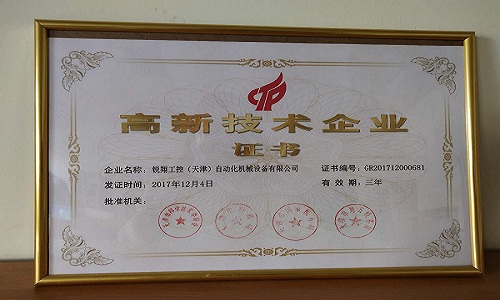 高新技术企业
证书
企业名称：锐翔工控（天津）自动化机械设备有限公司
证书编号：GR201712000681
发证时间：2017年12月4日
有效期：三年
批准机关：